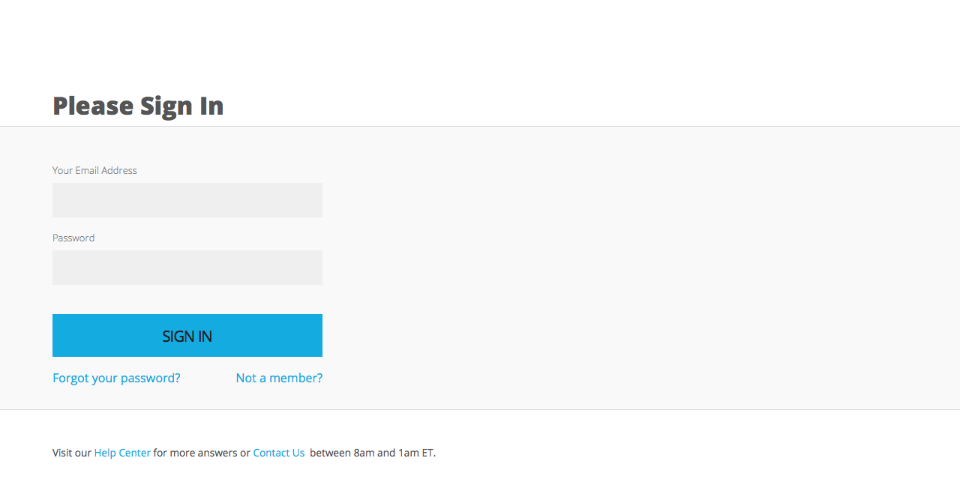 Please Sign In
Your Email Address
Password
SIGN IN
Forgot your password? Not a member?
Visit our Help Center for more answers or Contact Us between 8am and 1am ET.